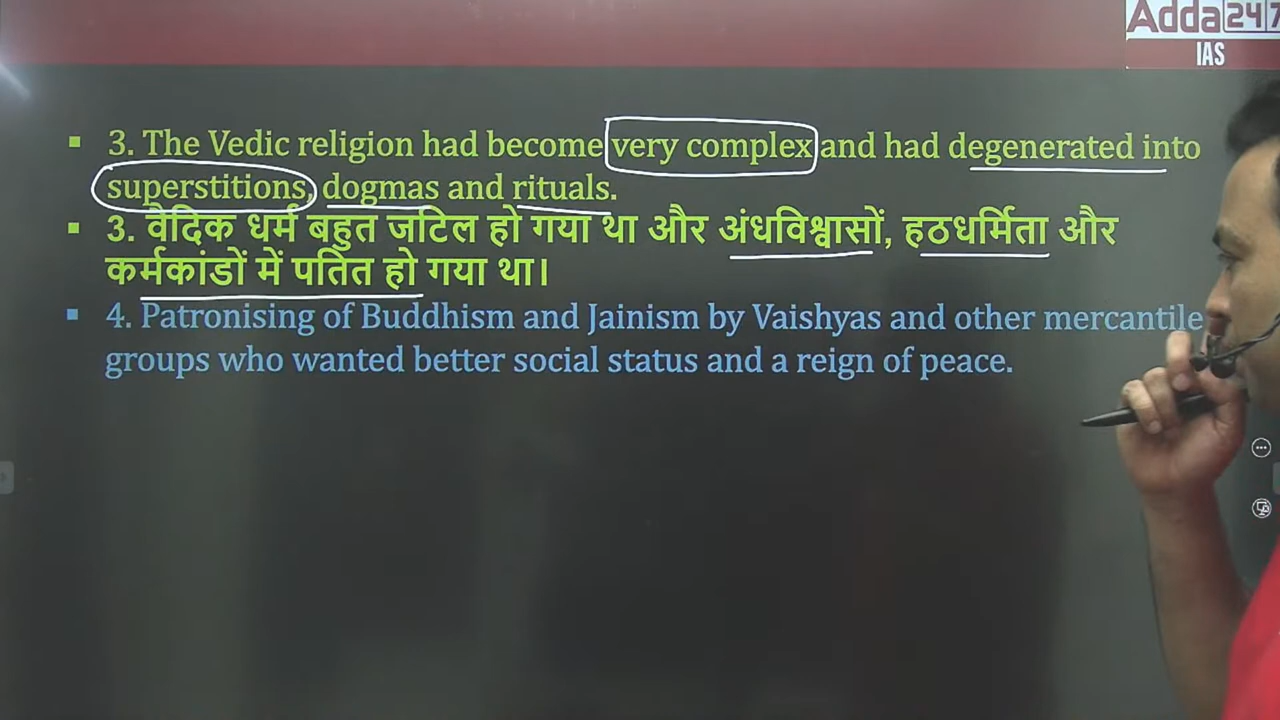 Adda247
IAS
3. The Vedic religion had become very complex and had degenerated into
superstitions, dogmas and rituals.
3. वैदिक धर्म बहुत जटिल हो गया था और अंधविश्वासों, हठधर्मिता और
कर्मकांडों में पतित हो गया था।
4. Patronising of Buddhism and Jainism by Vaishyas and other mercantile
groups who wanted better social status and a reign of peace.